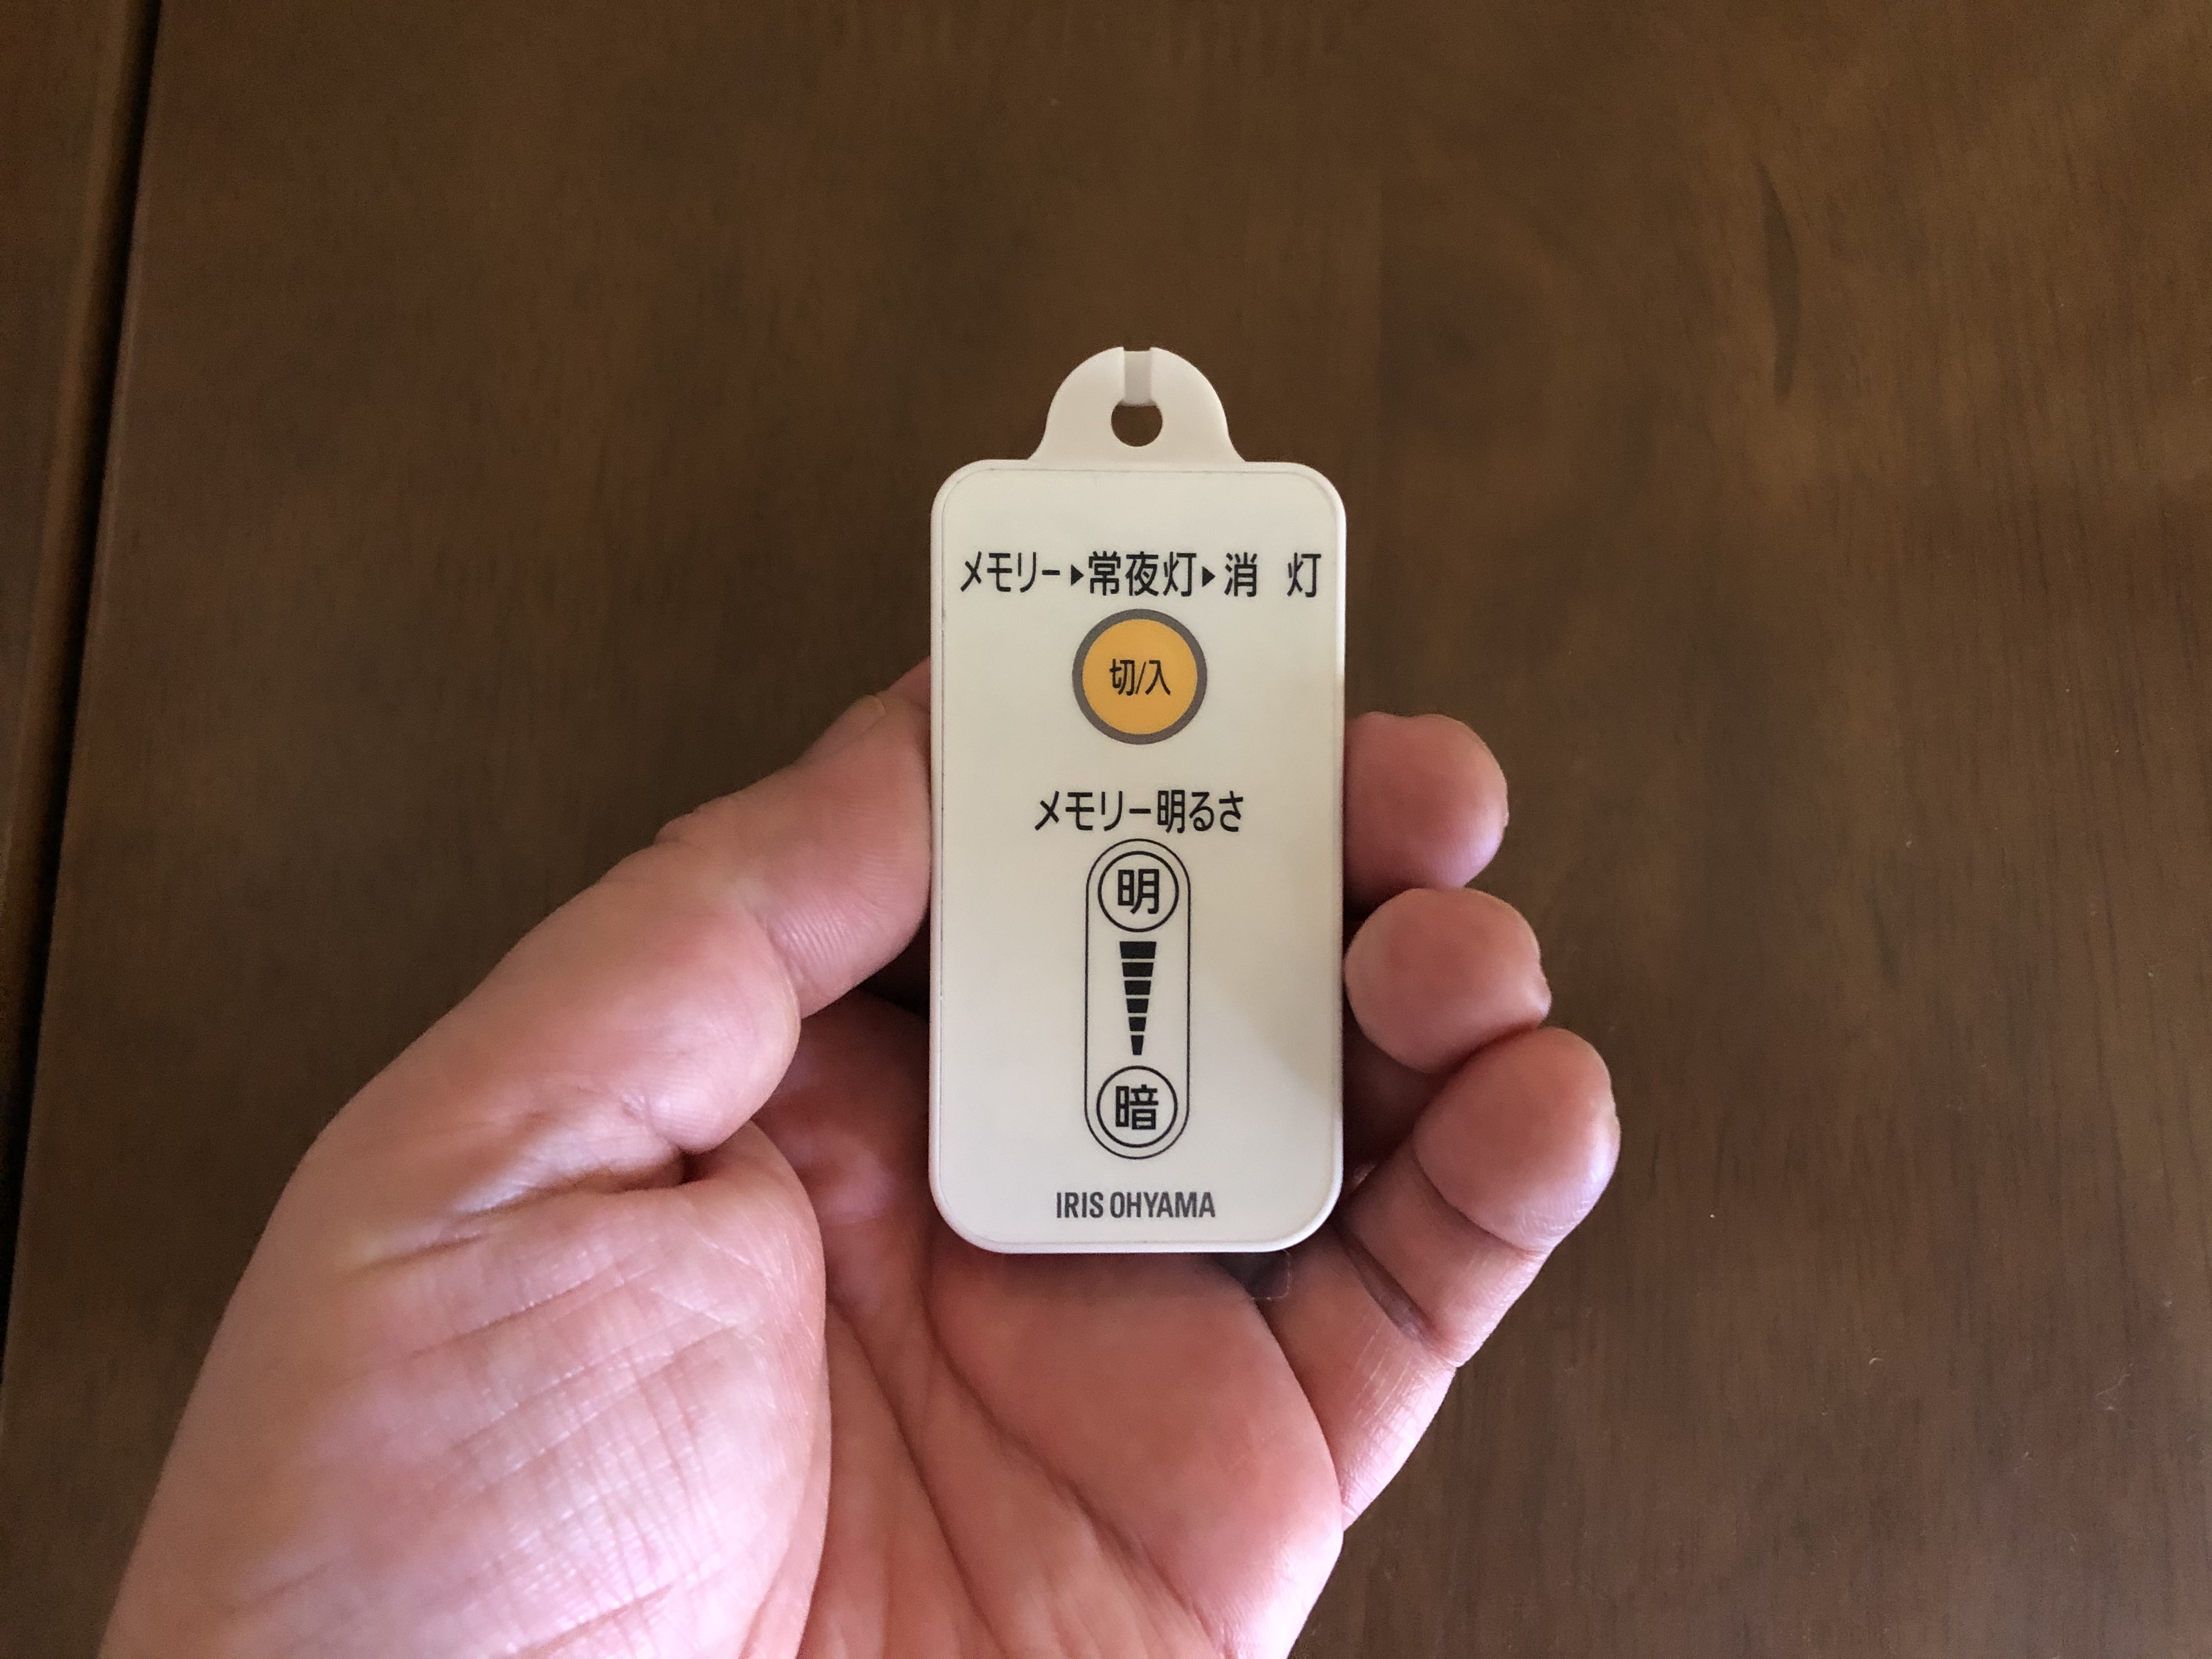 メモリー▶常夜灯▶消 灯
切/入
メモリー明るさ
明
暗
IRIS OHYAMA